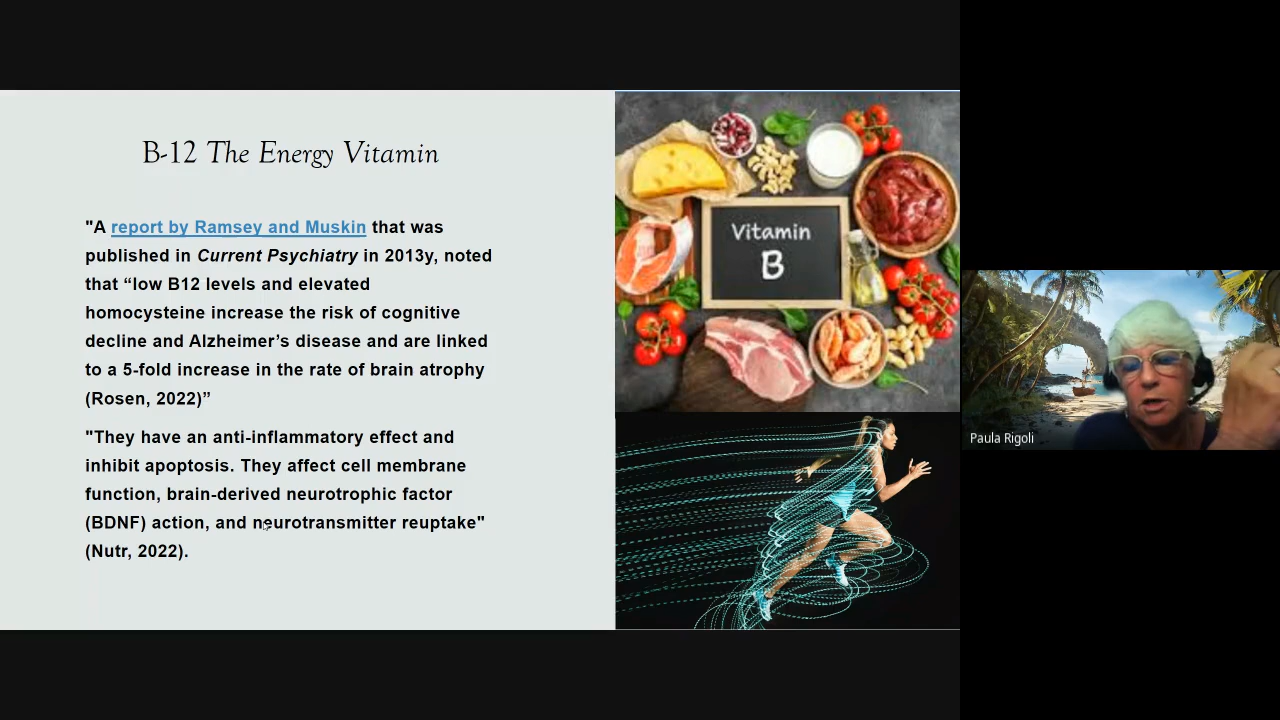 B-12 The Energy Vitamin
"A report by Ramsey and Muskin that was
published in Current Psychiatry in 2013y, noted
that “low B12 levels and elevated
homocysteine increase the risk of cognitive
decline and Alzheimer’s disease and are linked
to a 5-fold increase in the rate of brain atrophy
(Rosen, 2022)”
"They have an anti-inflammatory effect and
inhibit apoptosis. They affect cell membrane
function, brain-derived neurotrophic factor
(BDNF) action, and neurotransmitter reuptake"
(Nutr, 2022).
Vitamin
B
Paula Rigoli